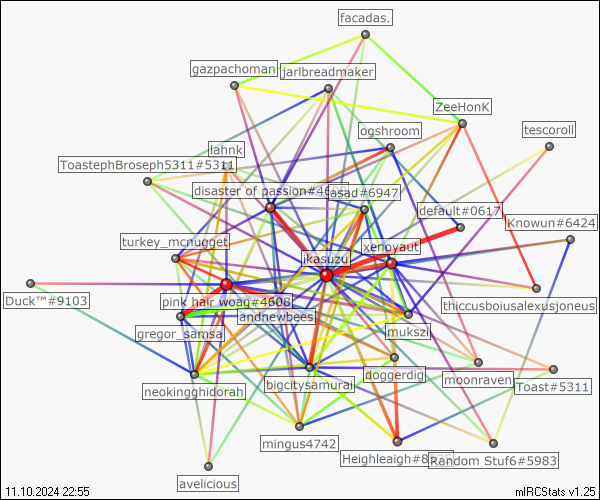 facadas.
gazpachoman
jarlbreadmaker
ZeeHonK
ogshroom
tescoroll
lahnk
ToastephBroseph5311#5311
disaster of passion#46
asad#6947
default#0617
Knowun#6424
turkey_mcnugget
xenoyaut
ikasuzu
Duck™#9103
pink hair woag#4608
thiccusboiusalexusjoneus
andnewbees
gregor_samsa
mukszil
doggerdig
moonraven
Toast#5311
neokingghidorah
bigcitysamurai
mingus4742
Heighleaigh#8
Random Stuf6#5983
avelicious
11.10.2024 22:55
mIRCStats v1.25